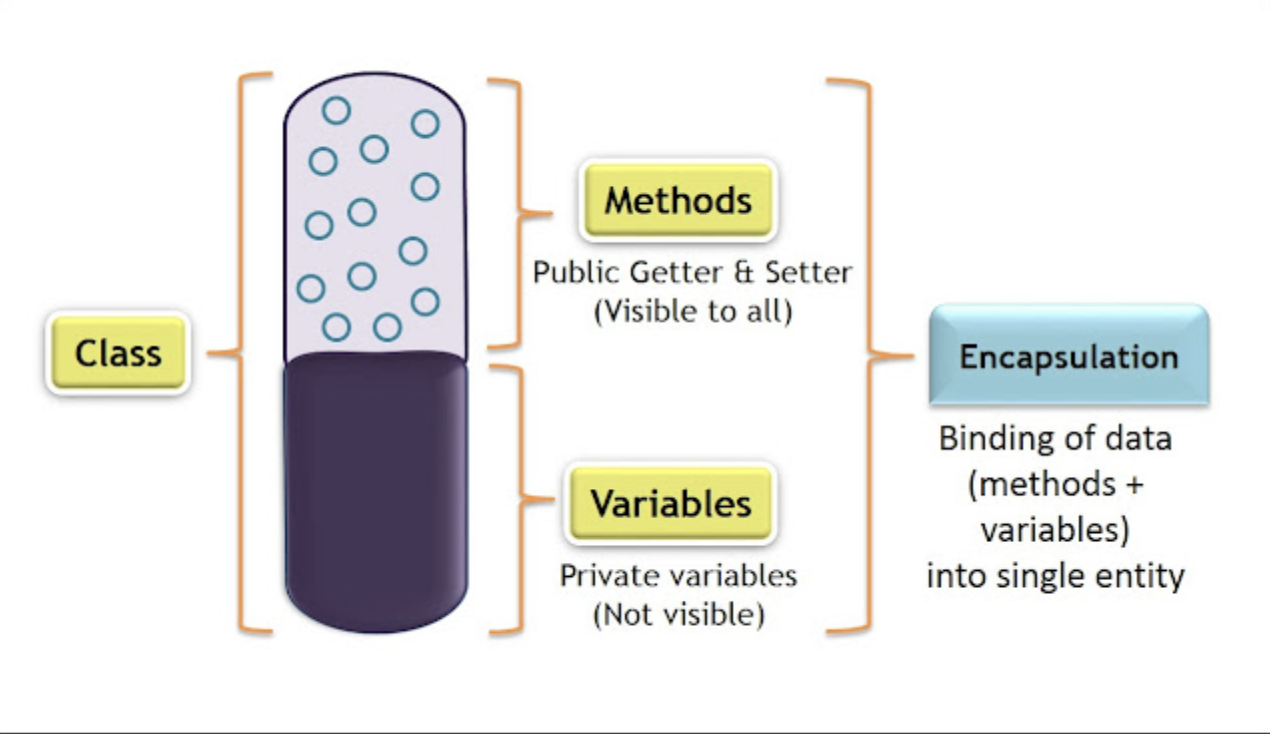 Class
Methods
Public Getter & Setter
(Visible to all)
Variables
Private variables
(Not visible)
Encapsulation
Binding of data
(methods +
variables)
into single entity